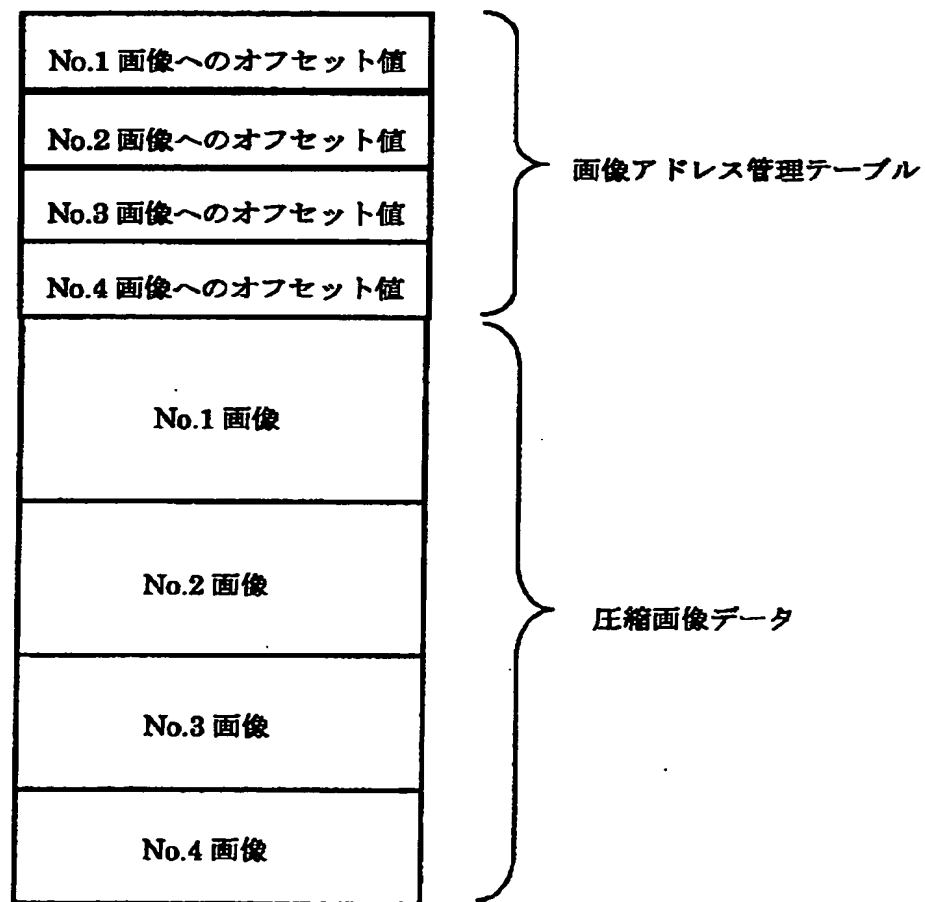 No.1 画像へのオフセット値
No.2 画像へのオフセット値
No.3 画像へのオフセット値
No.4 画像へのオフセット値
画像アドレス管理テーブル
No.1 画像
No.2 画像
No.3 画像
No.4 画像
圧縮画像データ